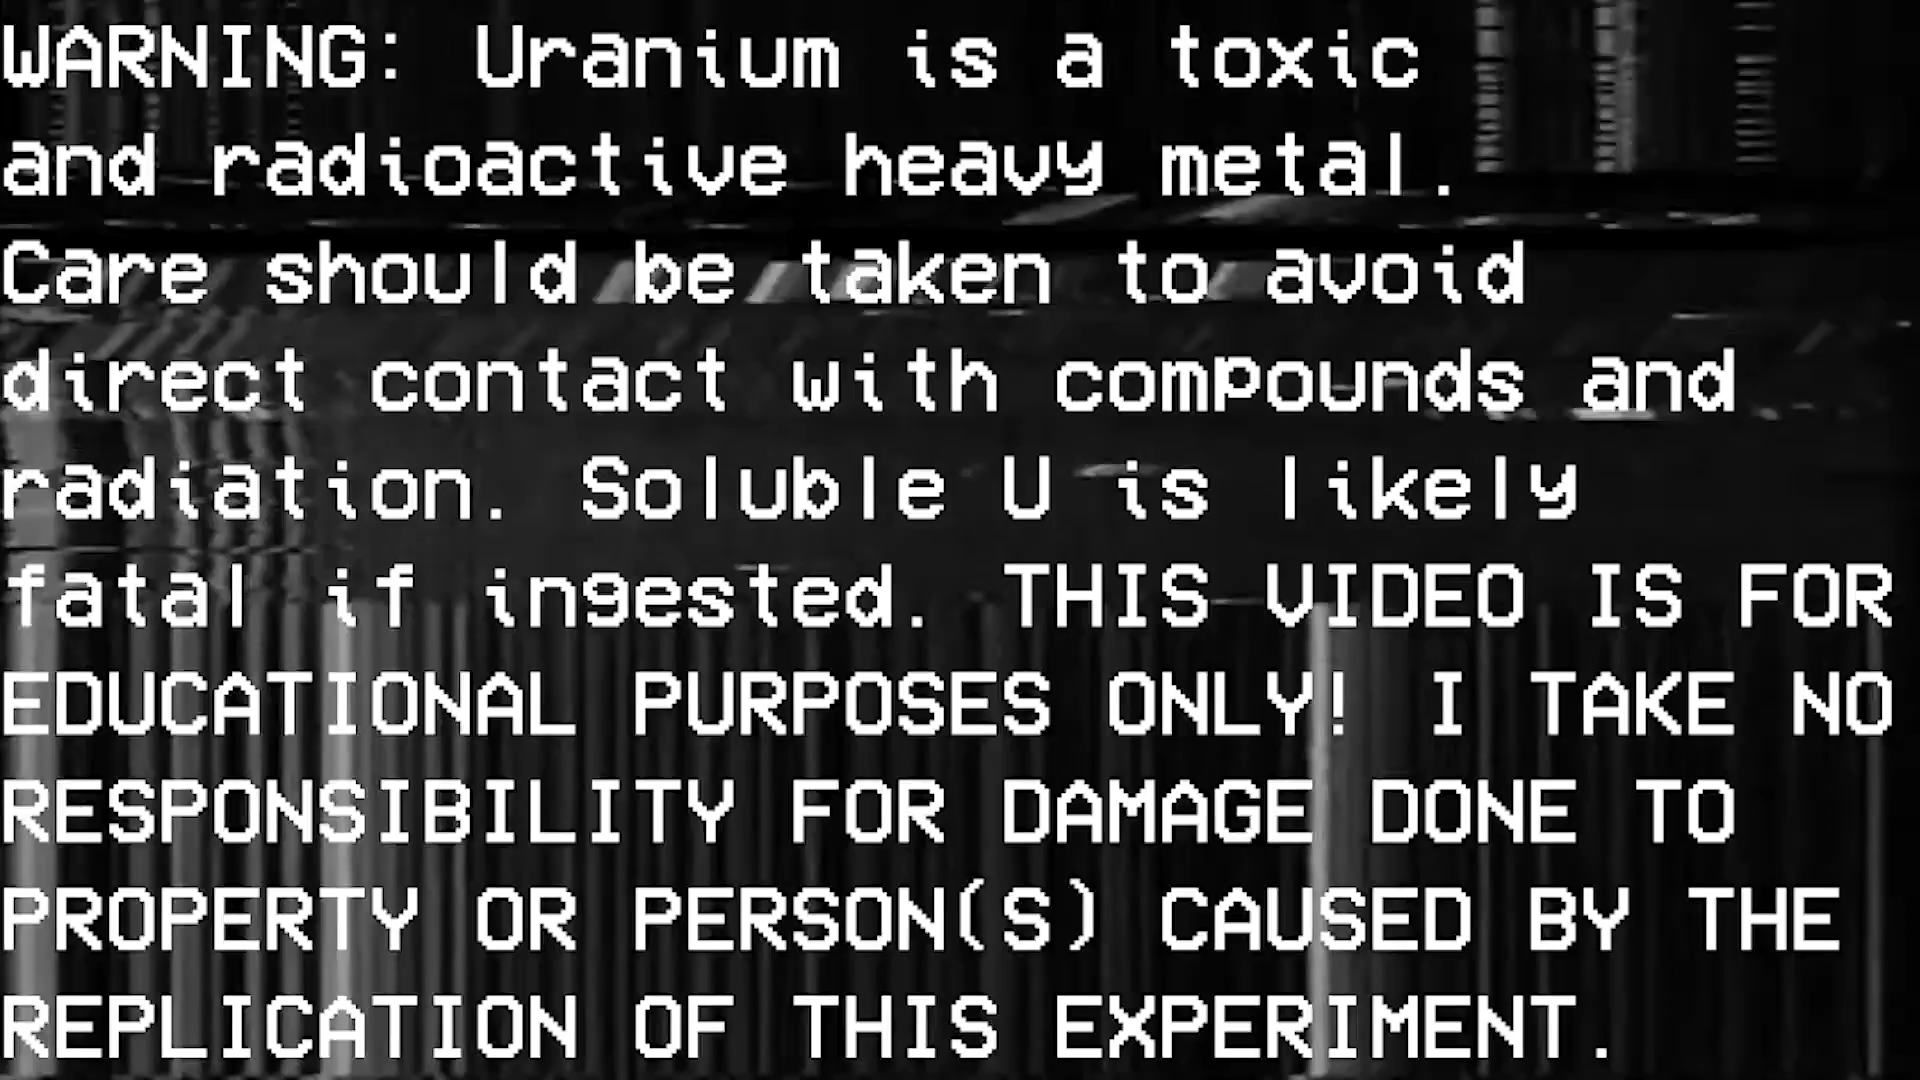 WARNING: Uranium is a toxic
and radioactive heavy metal.
Care should be taken to avoid
direct contact with compounds and
radiation. Soluble U is likely
fatal if ingested. THIS VIDEO IS FOR
EDUCATIONAL PURPOSES ONLY! I TAKE NO
RESPONSIBILITY FOR DAMAGE DONE TO
PROPERTY OR PERSON(S) CAUSED BY THE
REPLICATION OF THIS EXPERIMENT.